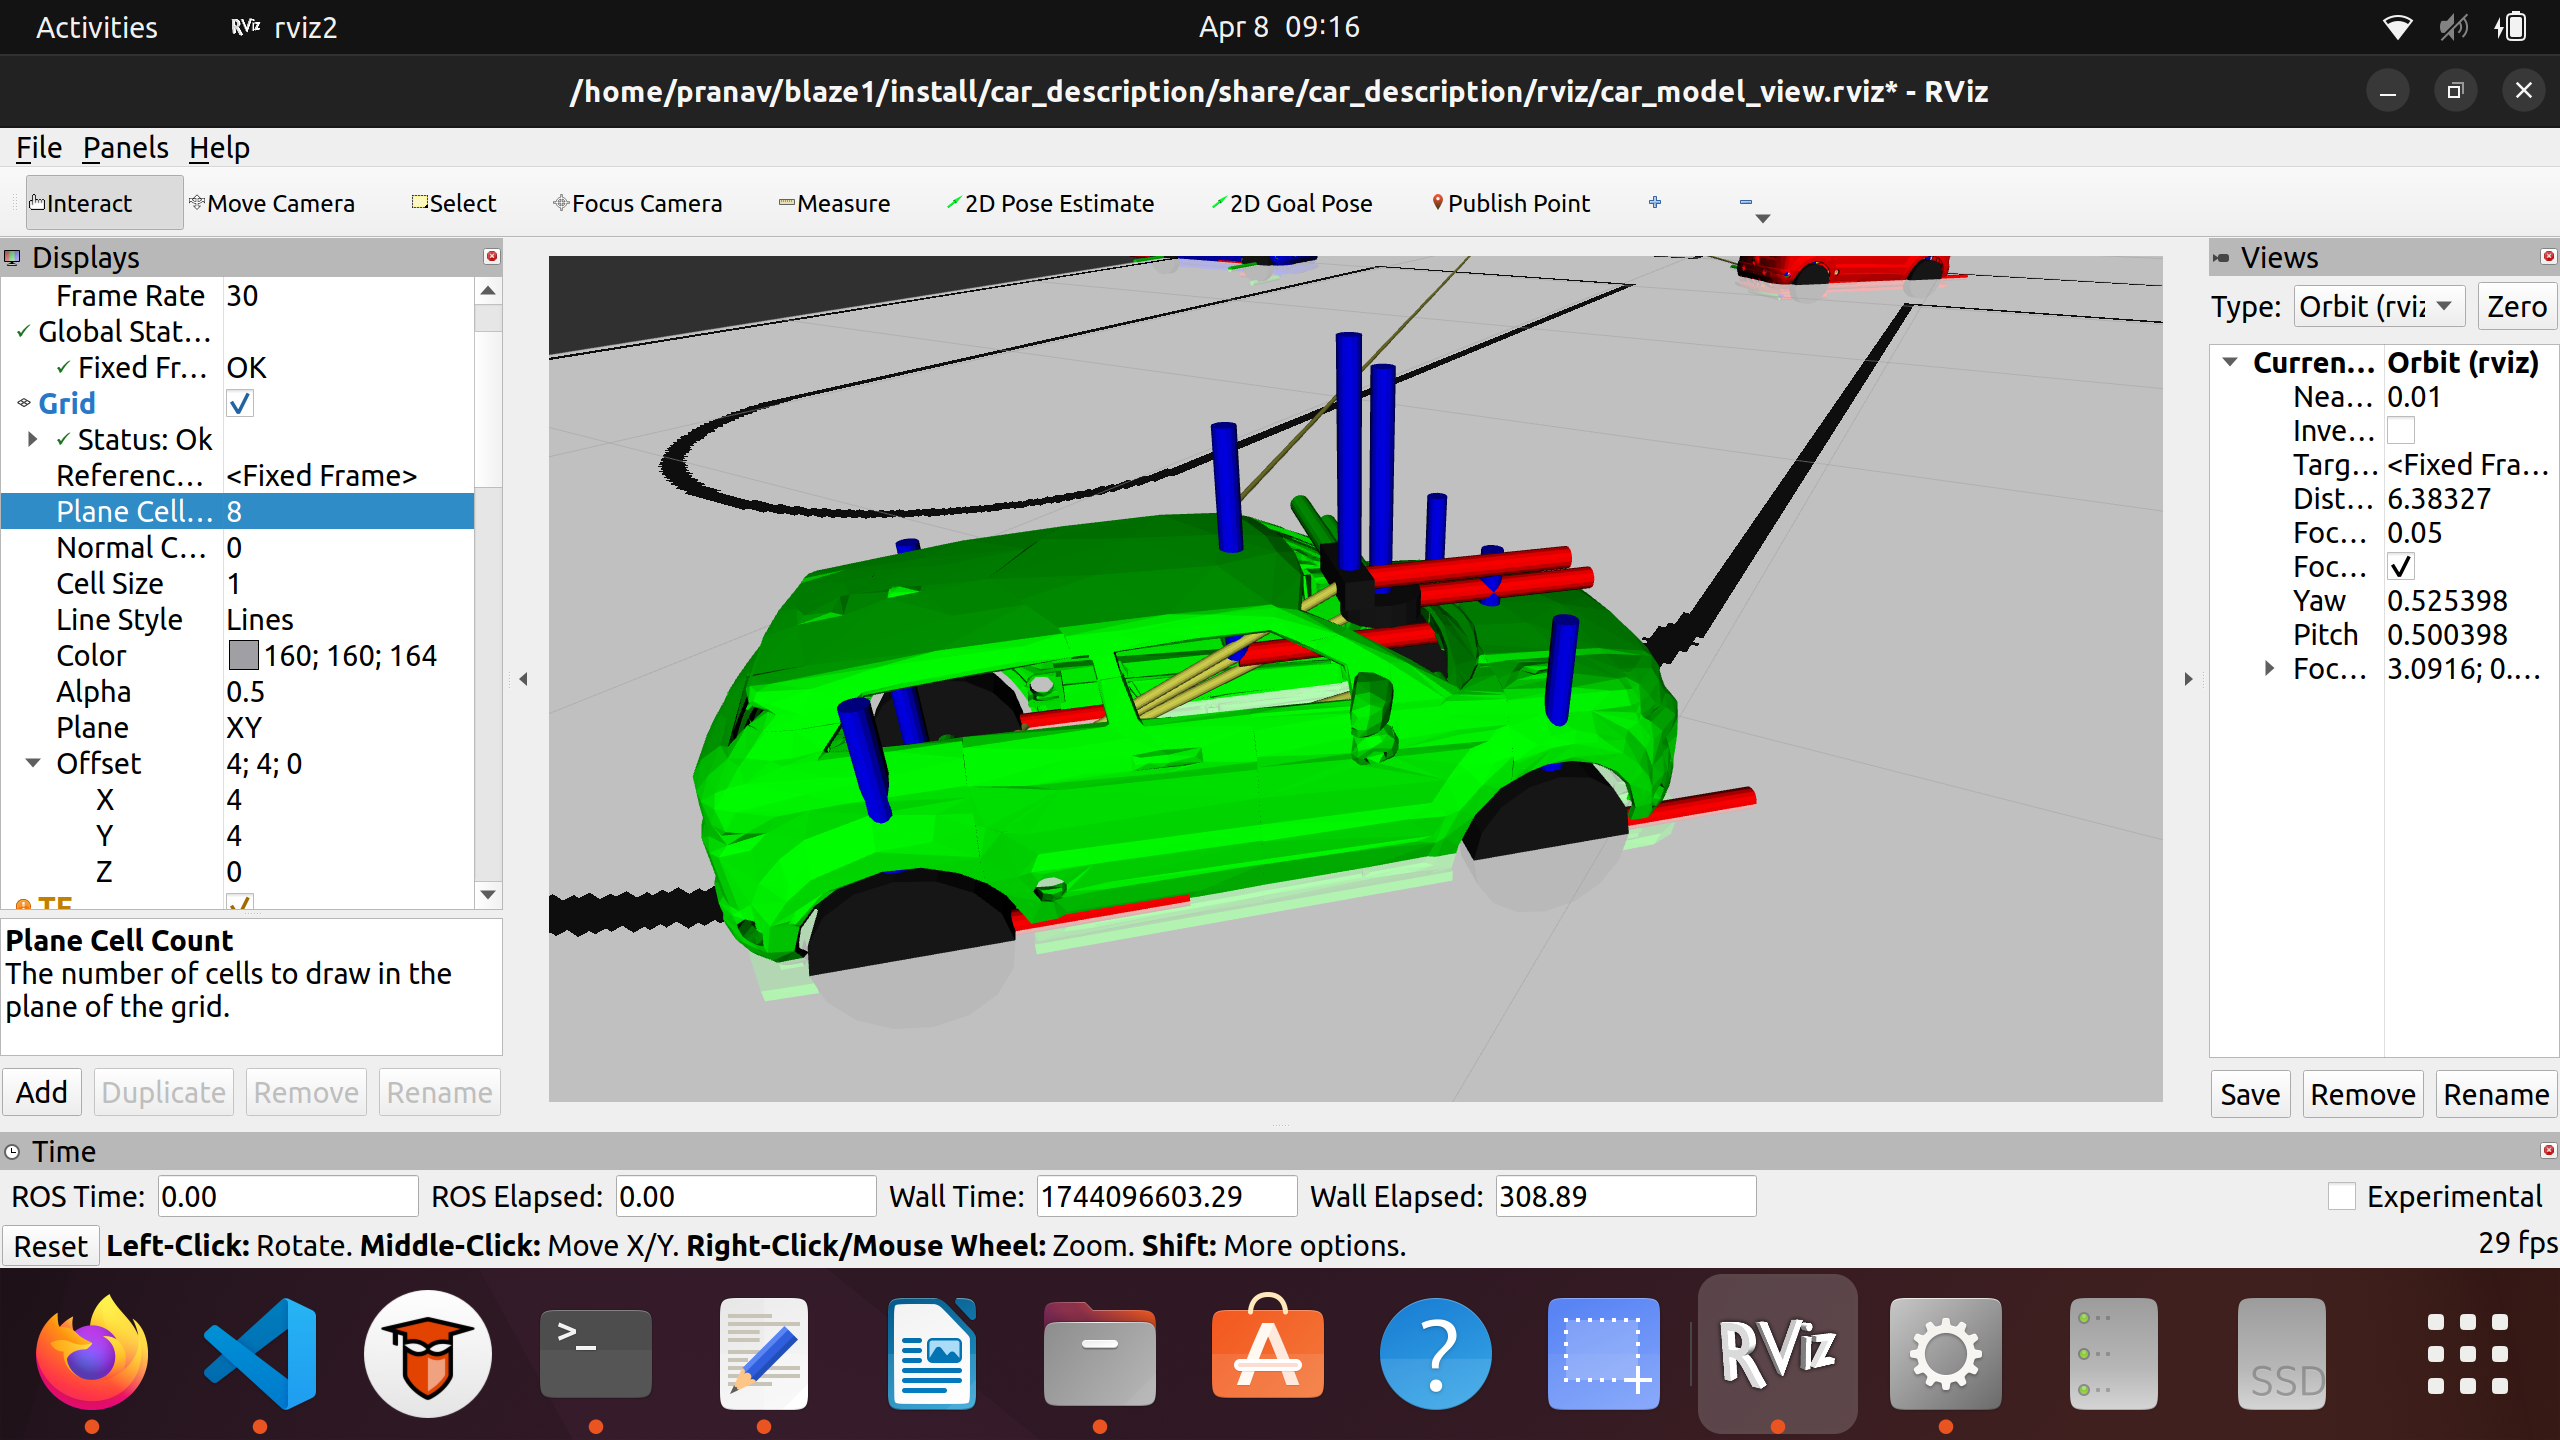 Activities
RViz rviz2
Apr 8 09:16
/home/pranav/blaze1/install/car_description/share/car_description/rviz/car_model_view.rviz* - RViz
File Panels Help
Interact Move Camera Select Focus Camera Measure 2D Pose Estimate 2D Goal Pose Publish Point
Displays
Frame Rate 30
Global Stat...
Fixed Fr... OK
Grid
Status: Ok
Referenc... <Fixed Frame>
Plane Cell... 8
Normal C... 0
Cell Size 1
Line Style Lines
Color 160; 160; 164
Alpha 0.5
Plane XY
Offset 4; 4; 0
X 4
Y 4
Z 0
TF
Plane Cell Count
The number of cells to draw in the
plane of the grid.
Add Duplicate Remove Rename
Views
Type: Orbit (rviz Zero
Curren... Orbit (rviz)
Nea... 0.01
Inve...
Targ... <Fixed Fra...
Dist... 6.38327
Foc... 0.05
Foc...
Yaw 0.525398
Pitch 0.500398
Foc... 3.0916; 0....
Save Remove Rename
Time
ROS Time: 0.00 ROS Elapsed: 0.00 Wall Time: 1744096603.29 Wall Elapsed: 308.89 Experimental
Reset Left-Click: Rotate. Middle-Click: Move X/Y. Right-Click/Mouse Wheel: Zoom. Shift: More options. 29 fps
>_
A
?
RViz
SSD